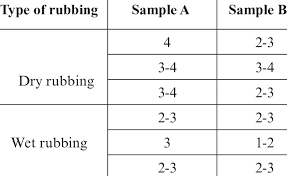 Type of rubbing Sample A Sample B
4 2-3
3-4 3-4
Dry rubbing
3-4 2-3
2-3 2-3
Wet rubbing 3 1-2
2-3 2-3